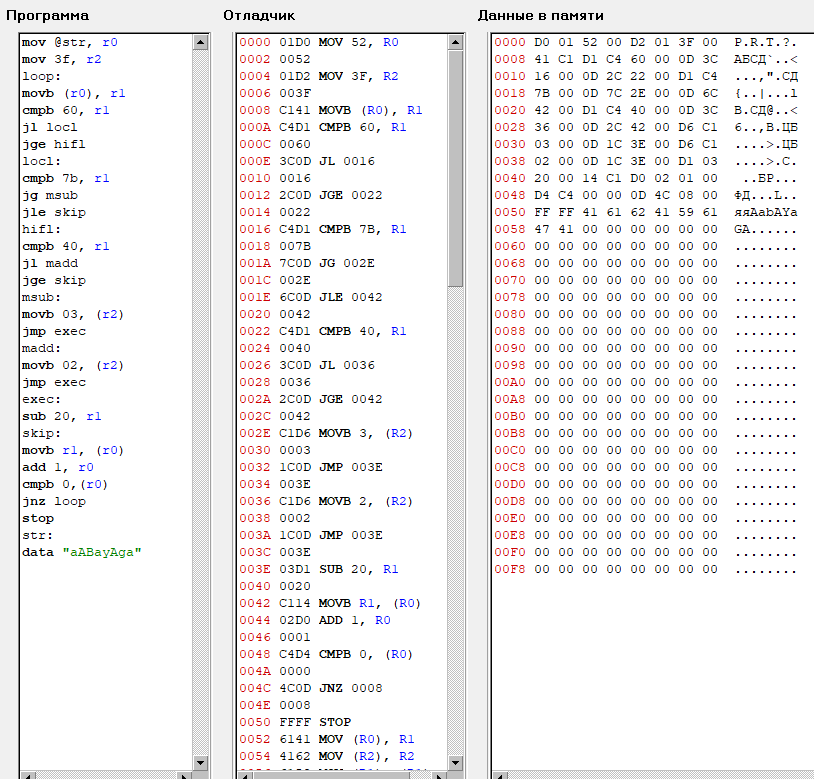 Программа
mov @str, r0
mov 3f, r2
loop:
movb (r0), r1
cmpb 60, r1
jl locl
jge hifl
locl:
cmpb 7b, r1
jg msub
jle skip
hifl:
cmpb 40, r1
jl madd
jge skip
msub:
movb 03, (r2)
jmp exec
madd:
movb 02, (r2)
jmp exec
exec:
sub 20, r1
skip:
movb r1, (r0)
add 1, r0
cmpb 0,(r0)
jnz loop
stop
str:
data "aABayAga"
Отладчик
0000 01D0 MOV 52, R0
0002 0052
0004 01D2 MOV 3F, R2
0006 003F
0008 C141 MOVB (R0), R1
000A C4D1 CMPB 60, R1
000C 0060
000E 3C0D JL 0016
0010 0016
0012 2C0D JGE 0022
0014 0022
0016 C4D1 CMPB 7B, R1
0018 007B
001A 7C0D JG 002E
001C 002E
001E 6C0D JLE 0042
0020 0042
0022 C4D1 CMPB 40, R1
0024 0040
0026 3C0D JL 0036
0028 0036
002A 2C0D JGE 0042
002C 0042
002E C1D6 MOVB 3, (R2)
0030 0003
0032 1C0D JMP 003E
0034 003E
0036 C1D6 MOVB 2, (R2)
0038 0002
003A 1C0D JMP 003E
003C 003E
003E 03D1 SUB 20, R1
0040 0020
0042 C114 MOVB R1, (R0)
0044 02D0 ADD 1, R0
0046 0001
0048 C4D4 CMPB 0, (R0)
004A 0000
004C 4C0D JNZ 0008
004E 0008
0050 FFFF STOP
0052 6141 MOV (R0), R1
0054 4162 MOV (R2), R2
Данные в памяти
0000 D0 01 52 00 D2 01 3F 00 Р.R.Т.?.
0008 41 C1 D1 C4 60 00 0D 3C AБСД`..<
0010 16 00 0D 2C 22 00 D1 C4 ...,".СД
0018 7B 00 0D 7C 2E 00 0D 6C {..|...l
0020 42 00 D1 C4 40 00 0D 3C B.СД@..<
0028 36 00 0D 2C 42 00 D6 C1 6..,B.ЦБ
0030 03 00 0D 1C 3E 00 D6 C1 ....>.ЦБ
0038 02 00 0D 1C 3E 00 D1 03 ....>.С.
0040 20 00 14 C1 D0 02 01 00 ..БР...
0048 D4 C4 00 00 0D 4C 08 00 ФД...L..
0050 FF FF 41 61 62 41 59 61 яяAabAYa
0058 47 41 00 00 00 00 00 00 GA......
0060 00 00 00 00 00 00 00 00 ........
0068 00 00 00 00 00 00 00 00 ........
0070 00 00 00 00 00 00 00 00 ........
0078 00 00 00 00 00 00 00 00 ........
0080 00 00 00 00 00 00 00 00 ........
0088 00 00 00 00 00 00 00 00 ........
0090 00 00 00 00 00 00 00 00 ........
0098 00 00 00 00 00 00 00 00 ........
00A0 00 00 00 00 00 00 00 00 ........
00A8 00 00 00 00 00 00 00 00 ........
00B0 00 00 00 00 00 00 00 00 ........
00B8 00 00 00 00 00 00 00 00 ........
00C0 00 00 00 00 00 00 00 00 ........
00C8 00 00 00 00 00 00 00 00 ........
00D0 00 00 00 00 00 00 00 00 ........
00D8 00 00 00 00 00 00 00 00 ........
00E0 00 00 00 00 00 00 00 00 ........
00E8 00 00 00 00 00 00 00 00 ........
00F0 00 00 00 00 00 00 00 00 ........
00F8 00 00 00 00 00 00 00 00 ........